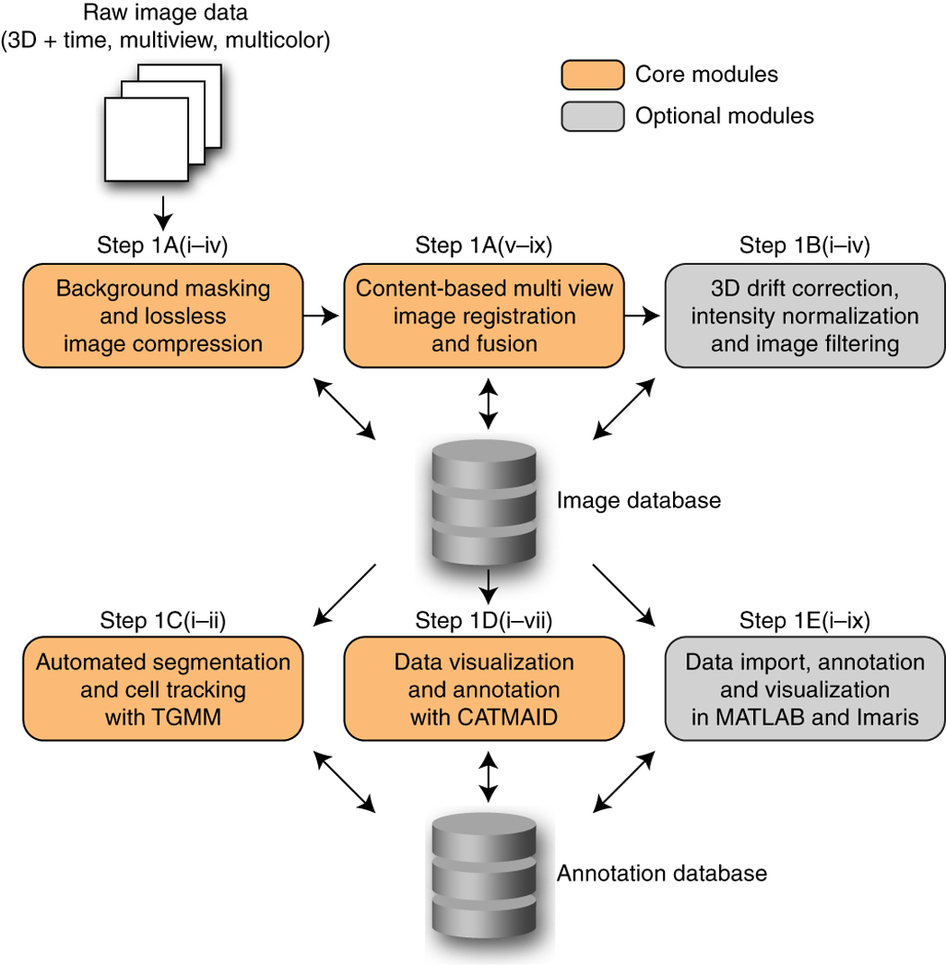 Raw image data
(3D + time, multiview, multicolor)
Core modules
Optional modules
Step 1A(i–iv)
Background masking
and lossless
image compression
Step 1A(v–ix)
Content-based multi view
image registration
and fusion
Step 1B(i–iv)
3D drift correction,
intensity normalization
and image filtering
Image database
Step 1C(i–ii)
Automated segmentation
and cell tracking
with TGMM
Step 1D(i–vii)
Data visualization
and annotation
with CATMAID
Step 1E(i–ix)
Data import, annotation
and visualization
in MATLAB and Imaris
Annotation database